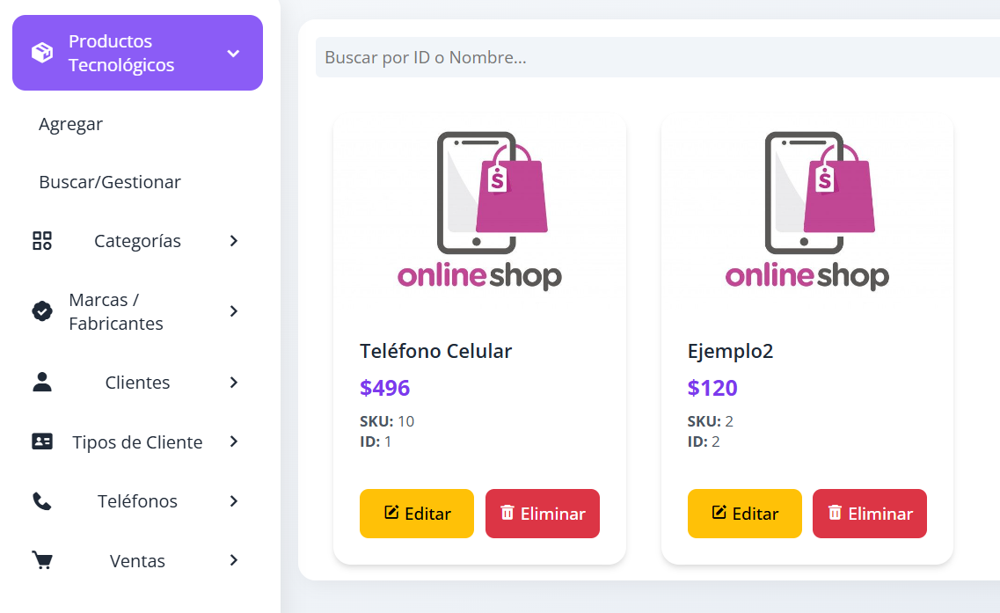 Productos
Tecnológicos
Agregar
Buscar/Gestionar
Categorías
Marcas /
Fabricantes
Clientes
Tipos de Cliente
Teléfonos
Ventas
Buscar por ID o Nombre...
$
onlineshop
Teléfono Celular
$496
SKU: 10
ID: 1
Editar
Eliminar
$
onlineshop
Ejemplo2
$120
SKU: 2
ID: 2
Editar
Eliminar